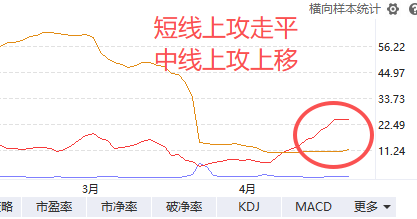 横向样本统计
短线上攻走平
中线上攻上移
56.22
44.97
33.73
22.49
11.24
3月
4月
略 市盈率 市净率 破净率 KDJ MACD 更多